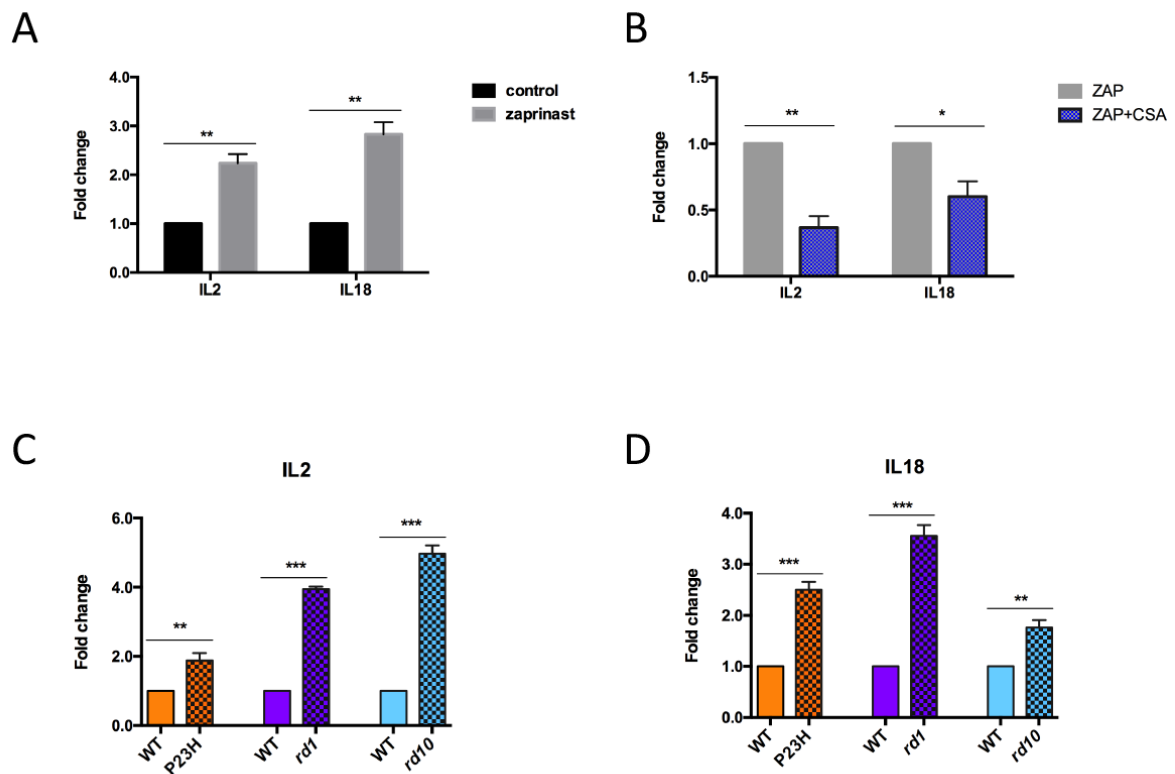 A
Fold change
4.0
3.0
2.0
1.0
0.0
**
**
IL2
IL18
control
zaprinast
B
Fold change
1.5
1.0
0.5
0.0
**
*
IL2
IL18
ZAP
ZAP+CSA
C
IL2
Fold change
6.0
4.0
2.0
0.0
**
***
***
WT
P23H
WT
rd1
WT
rd10
D
IL18
Fold change
4.0
3.0
2.0
1.0
0.0
***
***
**
WT
P23H
WT
rd1
WT
rd10